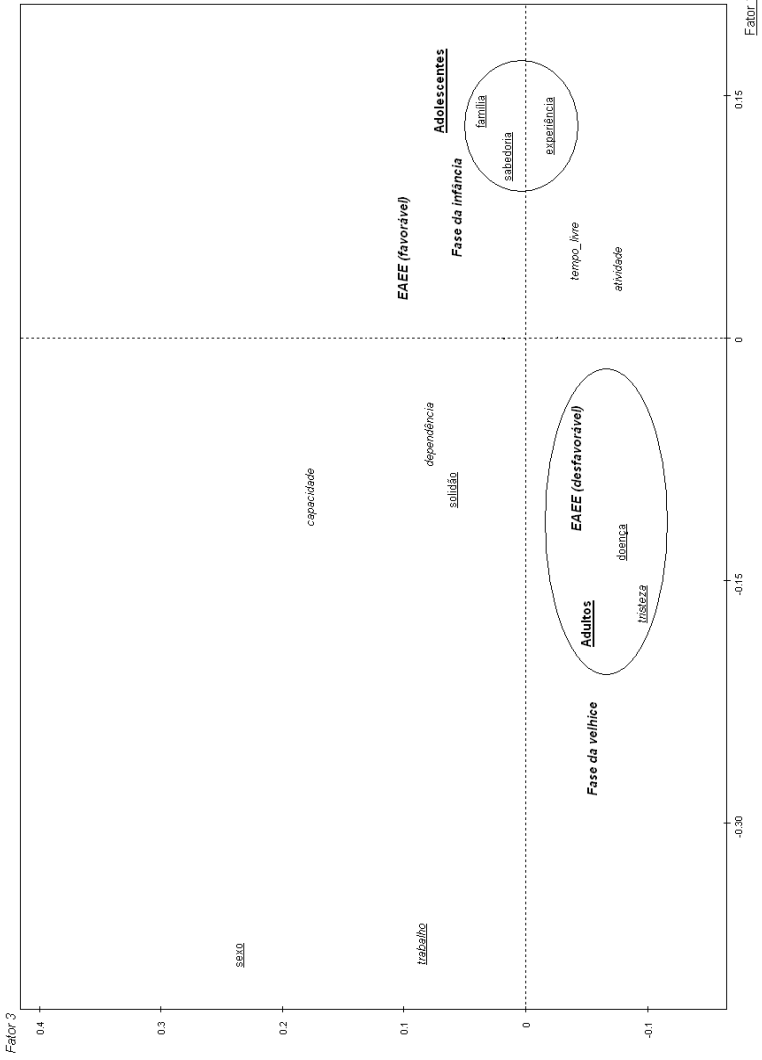 Fator 3
0.4
0.3
sexo
0.2
capacidade
0.1
EAEE (favorável)
trabalho
dependência
Adolescentes
solidão
Fase da infância
família
sabedoria
0
experiência
tempo_livre
EAEE (desfavorável)
Adultos
Fase da velhice
atividade
doença
tristeza
-0.1
-0.30
-0.15
0
0.15
Fator